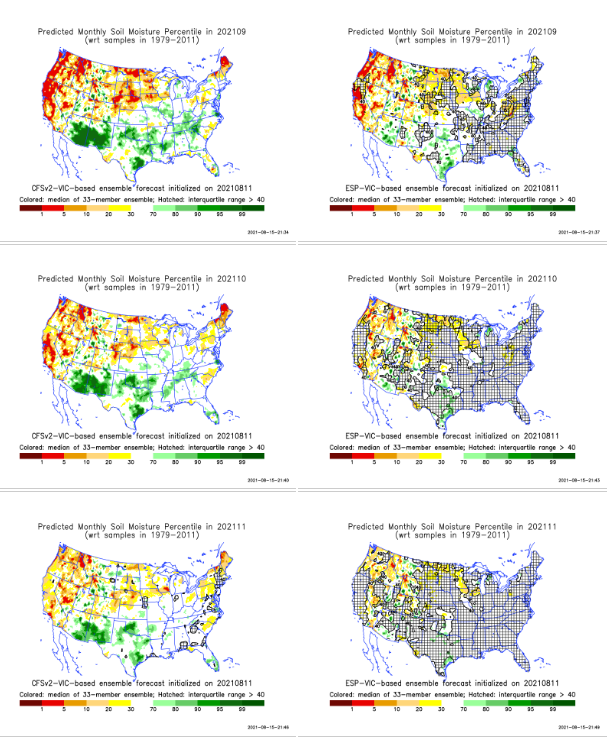 Predicted Monthly Soil Moisture Percentile in 202109
(wrt samples in 1979-2011)
CFSv2-VIC-based ensemble forecast initialized on 20210811
Colored: median of 33-member ensemble; Hatched: interquartile range > 40
1 5 10 20 30 70 80 90 95 99
2021-08-15-21:34
Predicted Monthly Soil Moisture Percentile in 202109
(wrt samples in 1979-2011)
ESP-VIC-based ensemble forecast initialized on 20210811
Colored: median of 33-member ensemble; Hatched: interquartile range > 40
1 5 10 20 30 70 80 90 95 99
2021-08-15-21:37
Predicted Monthly Soil Moisture Percentile in 202110
(wrt samples in 1979-2011)
CFSv2-VIC-based ensemble forecast initialized on 20210811
Colored: median of 33-member ensemble; Hatched: interquartile range > 40
1 5 10 20 30 70 80 90 95 99
2021-08-15-21:40
Predicted Monthly Soil Moisture Percentile in 202110
(wrt samples in 1979-2011)
ESP-VIC-based ensemble forecast initialized on 20210811
Colored: median of 33-member ensemble; Hatched: interquartile range > 40
1 5 10 20 30 70 80 90 95 99
2021-08-15-21:43
Predicted Monthly Soil Moisture Percentile in 202111
(wrt samples in 1979-2011)
CFSv2-VIC-based ensemble forecast initialized on 20210811
Colored: median of 33-member ensemble; Hatched: interquartile range > 40
1 5 10 20 30 70 80 90 95 99
2021-08-15-21:46
Predicted Monthly Soil Moisture Percentile in 202111
(wrt samples in 1979-2011)
ESP-VIC-based ensemble forecast initialized on 20210811
Colored: median of 33-member ensemble; Hatched: interquartile range > 40
1 5 10 20 30 70 80 90 95 99
2021-08-15-21:49